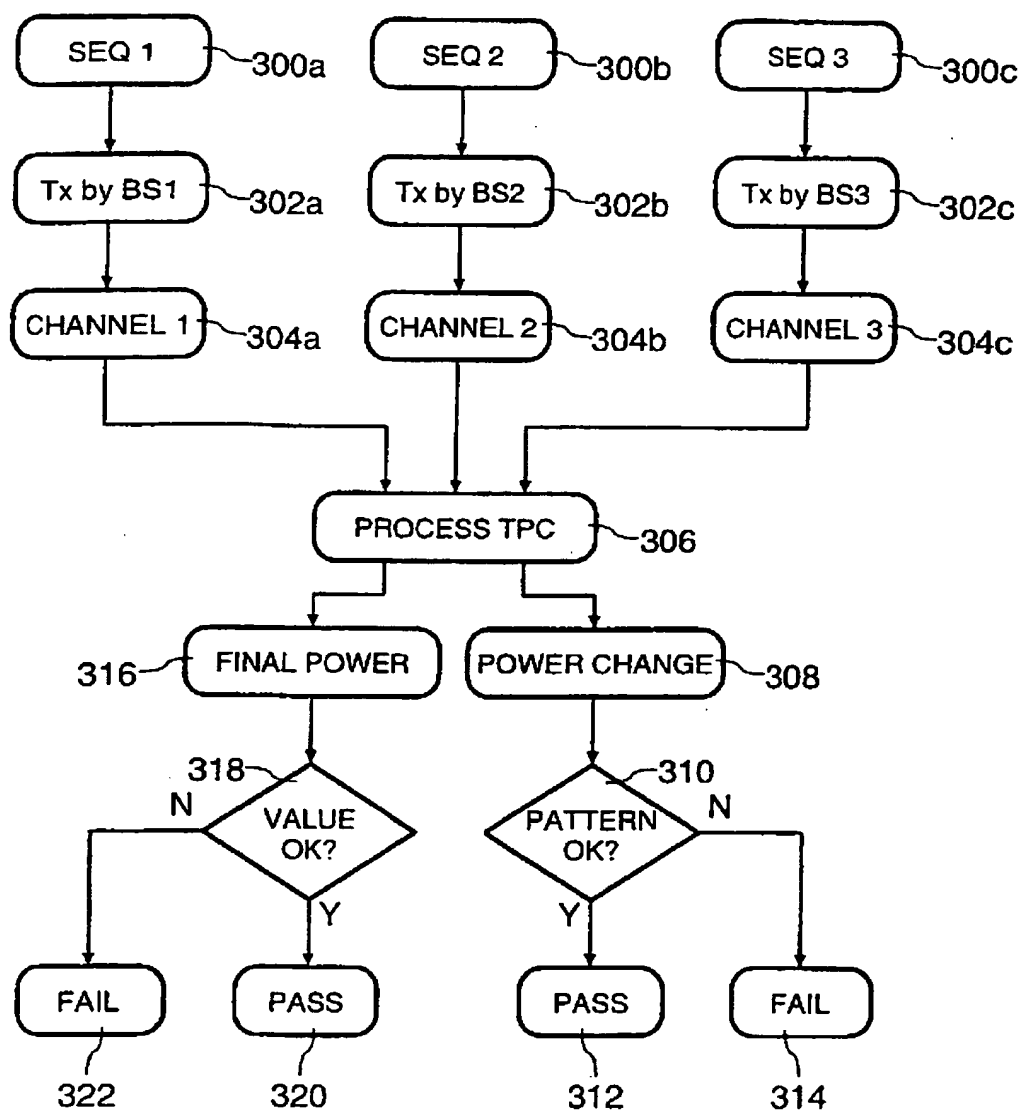 SEQ 1
300a
SEQ 2
300b
SEQ 3
300c
Tx by BS1
302a
Tx by BS2
302b
Tx by BS3
302c
CHANNEL 1
304a
CHANNEL 2
304b
CHANNEL 3
304c
PROCESS TPC
306
316
FINAL POWER
POWER CHANGE
308
318
N
VALUE
OK?
Y
310
N
PATTERN
OK?
Y
FAIL
PASS
PASS
FAIL
322
320
312
314